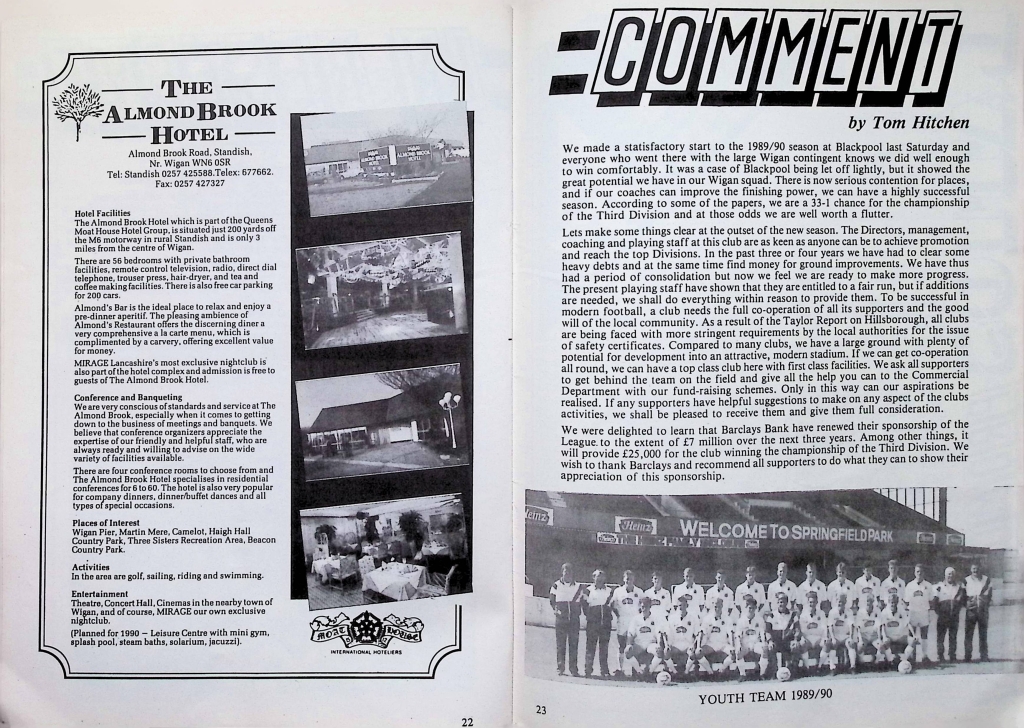 THE
ALMOND BROOK
HOTEL
Almond Brook Road, Standish,
Nr. Wigan WN6 0SR
Tel: Standish 0257 425588.Telex: 677662.
Fax: 0257 427327
Hotel Facilities
The Almond Brook Hotel which is part of the Queens
Moat House Hotel Group, is situated just 200 yards off
the M6 motorway in rural Standish and is only 3
miles from the centre of Wigan.
There are 56 bedrooms with private bathroom
facilities, remote control television, radio, direct dial
telephone, trouser press, hair-dryer, and tea and
coffee making facilities. There is also free car parking
for 200 cars.
Almond's Bar is the ideal place to relax and enjoy a
pre-dinner aperitif. The pleasing ambience of
Almond's Restaurant offers the discerning diner a
very comprehensive a la carte menu, which is
complimented by a carvery, offering excellent value
for money.
MIRAGE Lancashire's most exclusive nightclub is
also part of the hotel complex and admission is free to
guests of The Almond Brook Hotel.
Conference and Banqueting
We are very conscious of standards and service at The
Almond Brook, especially when it comes to getting
down to the business of meetings and banquets. We
believe that conference organizers appreciate the
expertise of our friendly and helpful staff, who are
always ready and willing to advise on the wide
variety of facilities available.
There are four conference rooms to choose from and
The Almond Brook Hotel specialises in residential
conferences for 6 to 60. The hotel is also very popular
for company dinners, dinner/buffet dances and all
types of special occasions.
Places of Interest
Wigan Pier, Martin Mere, Camelot, Haigh Hall
Country Park, Three Sisters Recreation Area, Beacon
Country Park.
Activities
In the area are golf, sailing, riding and swimming.
Entertainment
Theatre, Concert Hall, Cinemas in the nearby town of
Wigan, and of course, MIRAGE our own exclusive
nightclub.
(Planned for 1990 – Leisure Centre with mini gym,
splash pool, steam baths, solarium, jacuzzi).
MOAT HOUSE
INTERNATIONAL HOTELIERS
22
COMMENT
by Tom Hitchen
We made a statisfactory start to the 1989/90 season at Blackpool last Saturday and
everyone who went there with the large Wigan contingent knows we did well enough
to win comfortably. It was a case of Blackpool being let off lightly, but it showed the
great potential we have in our Wigan squad. There is now serious contention for places,
and if our coaches can improve the finishing power, we can have a highly successful
season. According to some of the papers, we are a 33-1 chance for the championship
of the Third Division and at those odds we are well worth a flutter.
Lets make some things clear at the outset of the new season. The Directors, management,
coaching and playing staff at this club are as keen as anyone can be to achieve promotion
and reach the top Divisions. In the past three or four years we have had to clear some
heavy debts and at the same time find money for ground improvements. We have thus
had a period of consolidation but now we feel we are ready to make more progress.
The present playing staff have shown that they are entitled to a fair run, but if additions
are needed, we shall do everything within reason to provide them. To be successful in
modern football, a club needs the full co-operation of all its supporters and the good
will of the local community. As a result of the Taylor Report on Hillsborough, all clubs
are being faced with more stringent requirements by the local authorities for the issue
of safety certificates. Compared to many clubs, we have a large ground with plenty of
potential for development into an attractive, modern stadium. If we can get co-operation
all round, we can have a top class club here with first class facilities. We ask all supporters
to get behind the team on the field and give all the help you can to the Commercial
Department with our fund-raising schemes. Only in this way can our aspirations be
realised. If any supporters have helpful suggestions to make on any aspect of the clubs
activities, we shall be pleased to receive them and give them full consideration.
We were delighted to learn that Barclays Bank have renewed their sponsorship of the
League to the extent of £7 million over the next three years. Among other things, it
will provide £25,000 for the club winning the championship of the Third Division. We
wish to thank Barclays and recommend all supporters to do what they can to show their
appreciation of this sponsorship.
Heinz
Heinz
WELCOME TO SPRINGFIELD PARK
YOUTH TEAM 1989/90
23